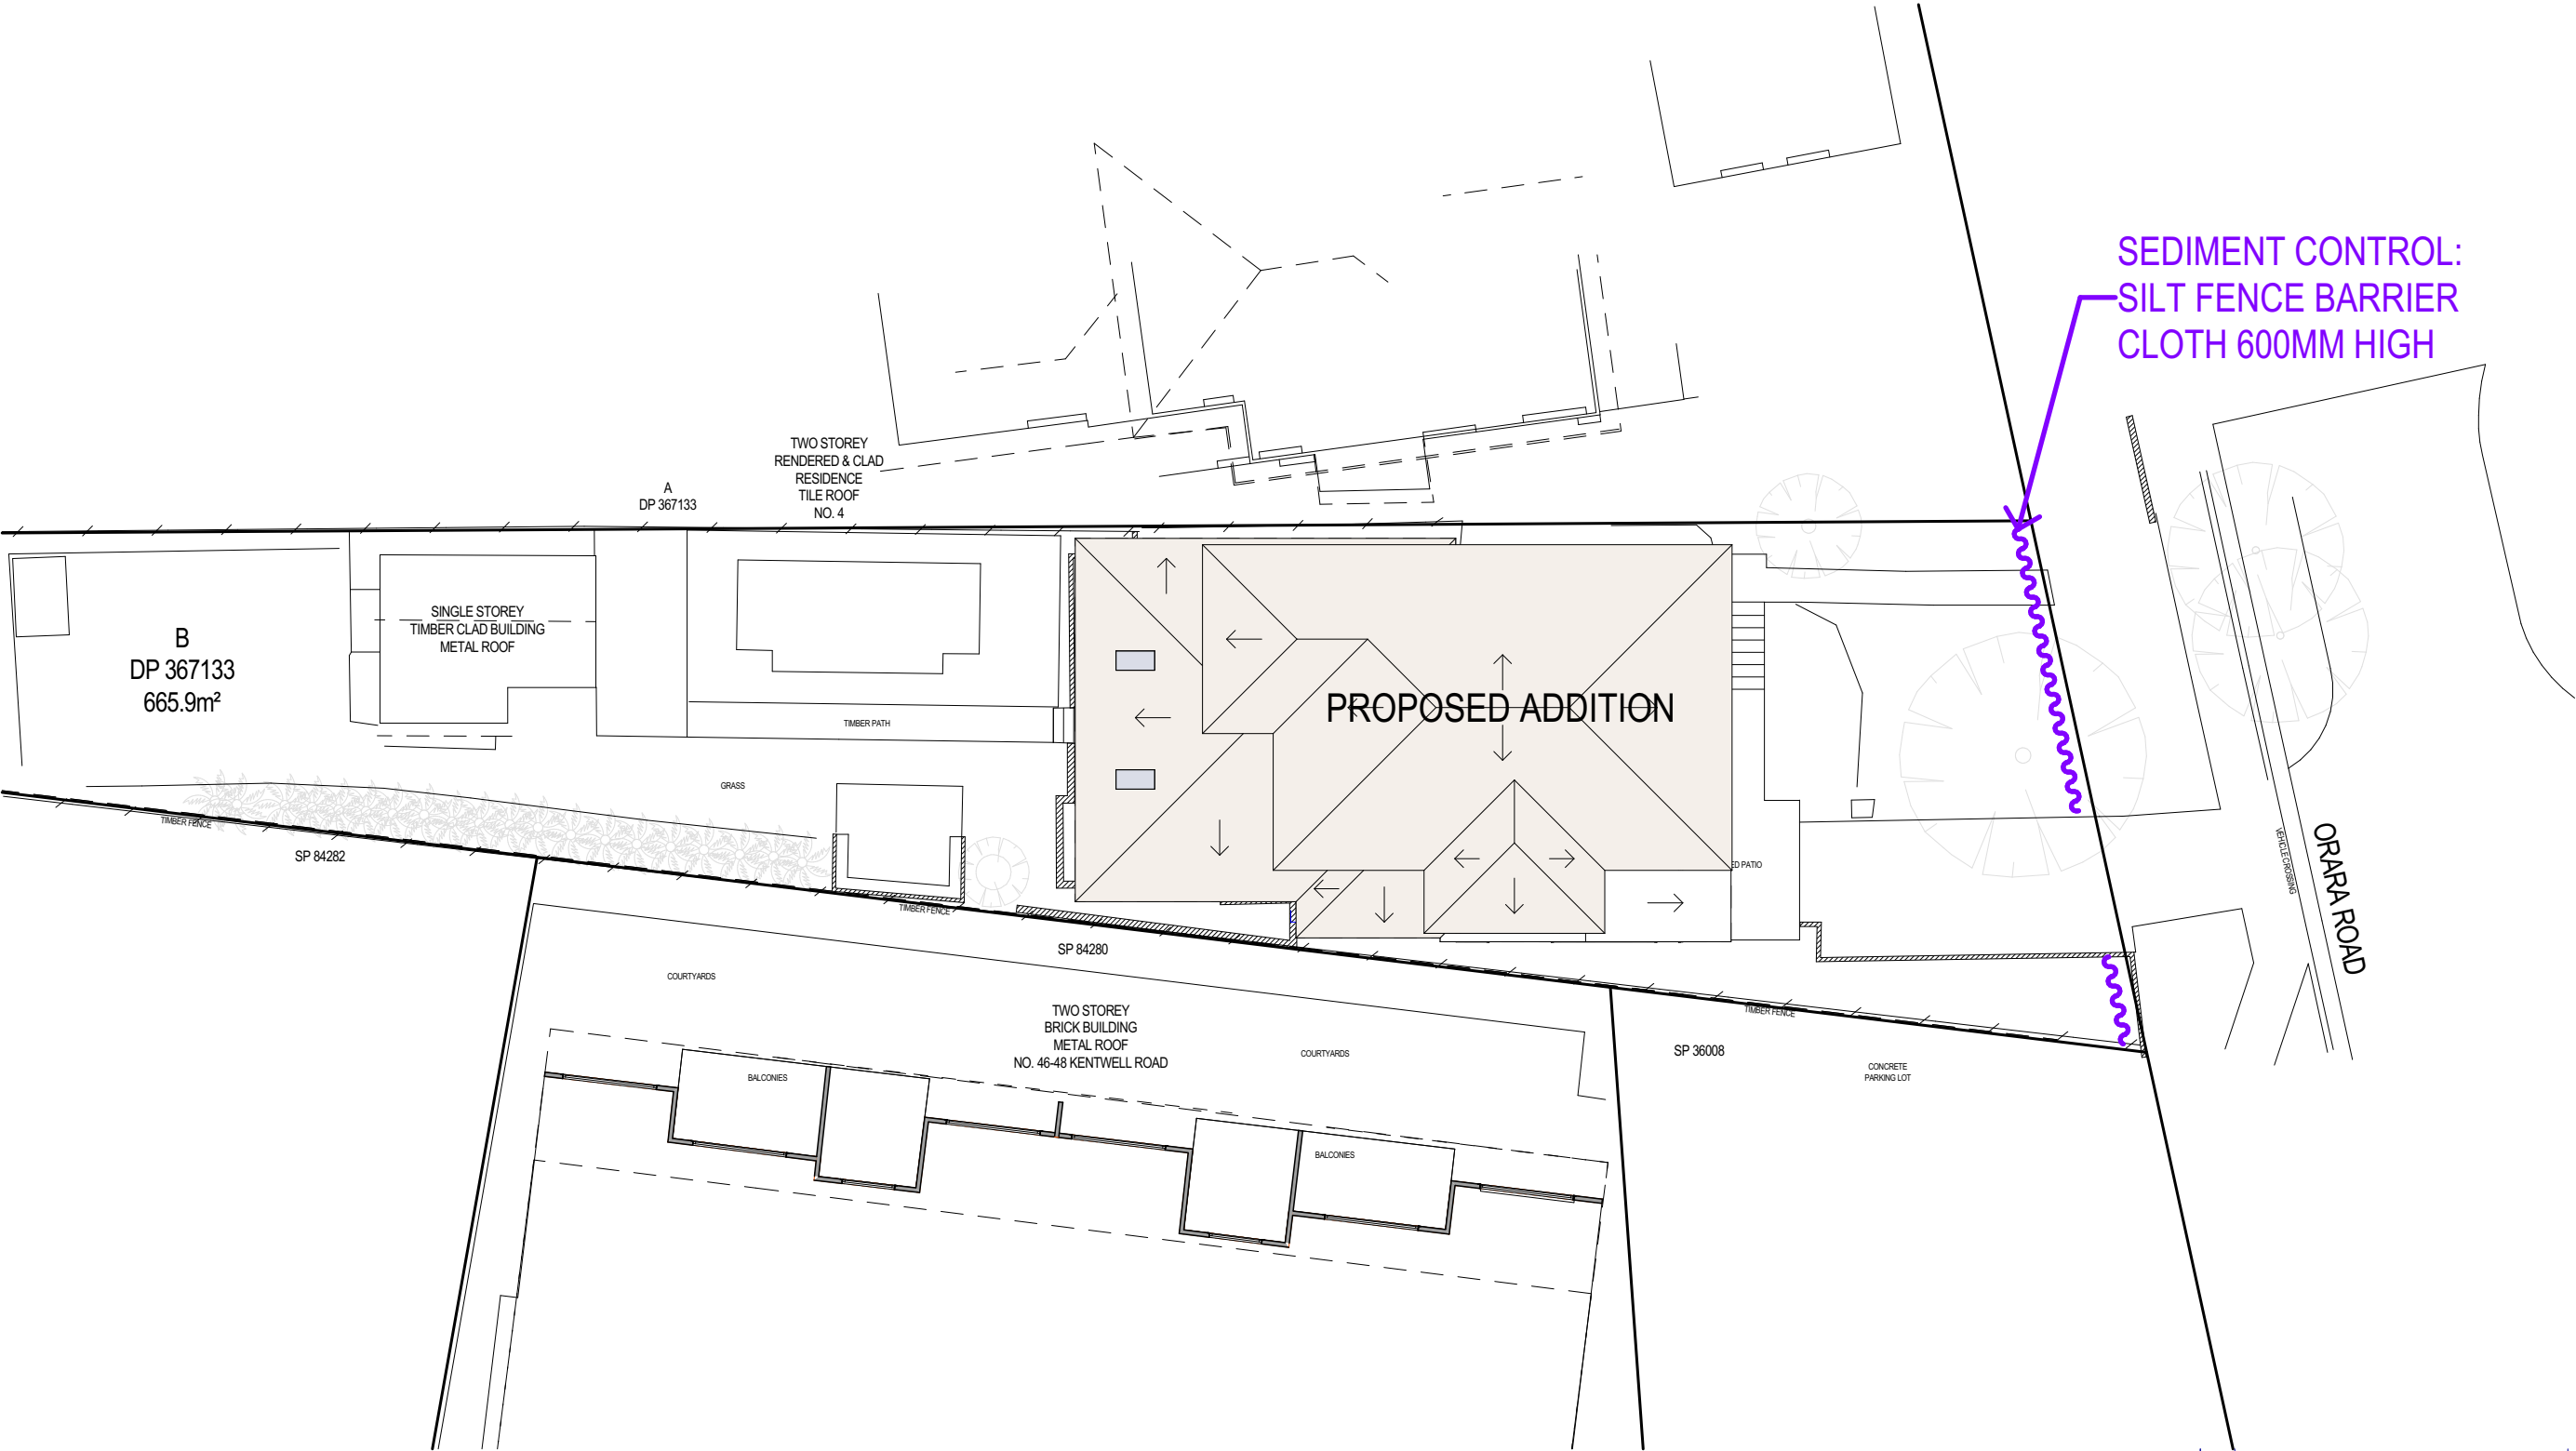 SEDIMENT CONTROL:
SILT FENCE BARRIER
CLOTH 600MM HIGH
TWO STOREY
RENDERED & CLAD
RESIDENCE
TILE ROOF
NO. 4
A
DP 367133
SINGLE STOREY
TIMBER CLAD BUILDING
METAL ROOF
B
DP 367133
665.9m²
PROPOSED ADDITION
TIMBER PATH
GRASS
TIMBER FENCE
SP 84282
ED PATIO
VEHICLE CROSSING
ORARA ROAD
TIMBER FENCE
SP 84280
COURTYARDS
TWO STOREY
BRICK BUILDING
METAL ROOF
NO. 46-48 KENTWELL ROAD
COURTYARDS
TIMBER FENCE
SP 36008
CONCRETE
PARKING LOT
BALCONIES
BALCONIES